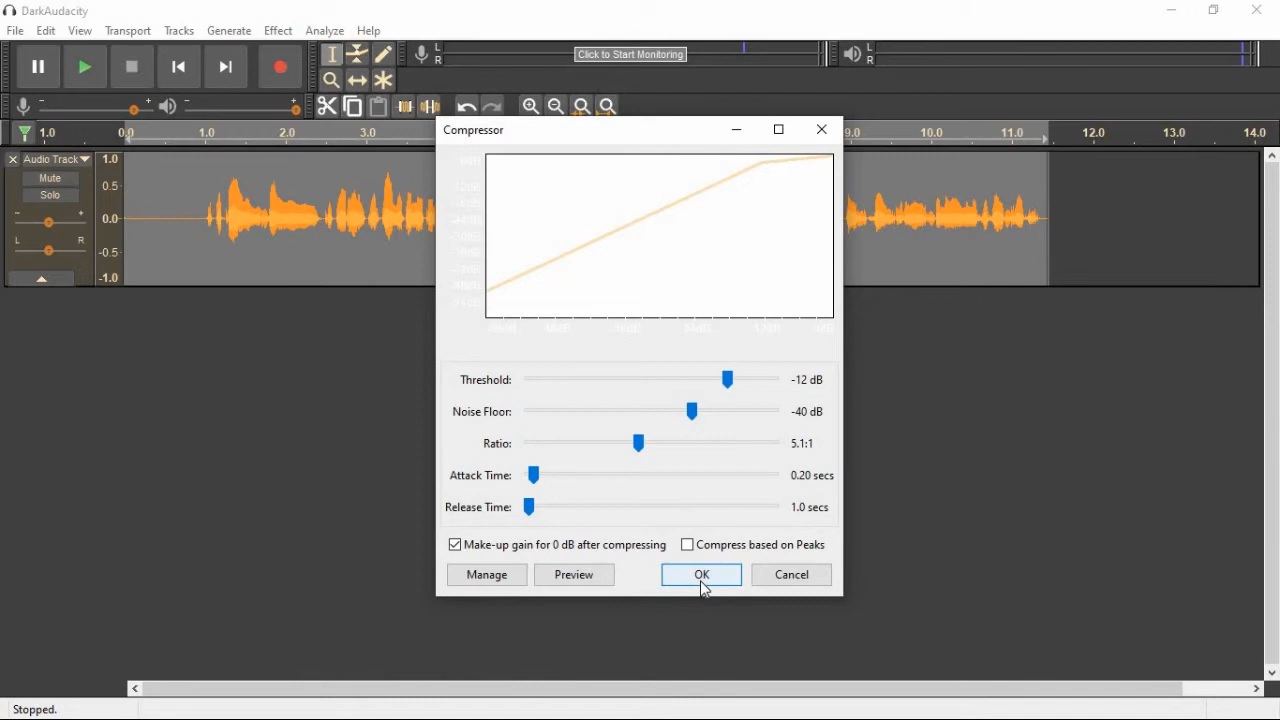 DarkAudacity
File Edit View Transport Tracks Generate Effect Analyze Help
L
R
Click to Start Monitoring
L
R
- + - +
1.0 0.0 1.0 2.0 3.0 9.0 10.0 11.0 12.0 13.0 14.0
Compressor
Audio Track
Mute
Solo
- +
L R
1.0
0.5
0.0
-0.5
-1.0
Threshold: -12 dB
Noise Floor: -40 dB
Ratio: 5.1:1
Attack Time: 0.20 secs
Release Time: 1.0 secs
Make-up gain for 0 dB after compressing Compress based on Peaks
Manage Preview OK Cancel
Stopped.